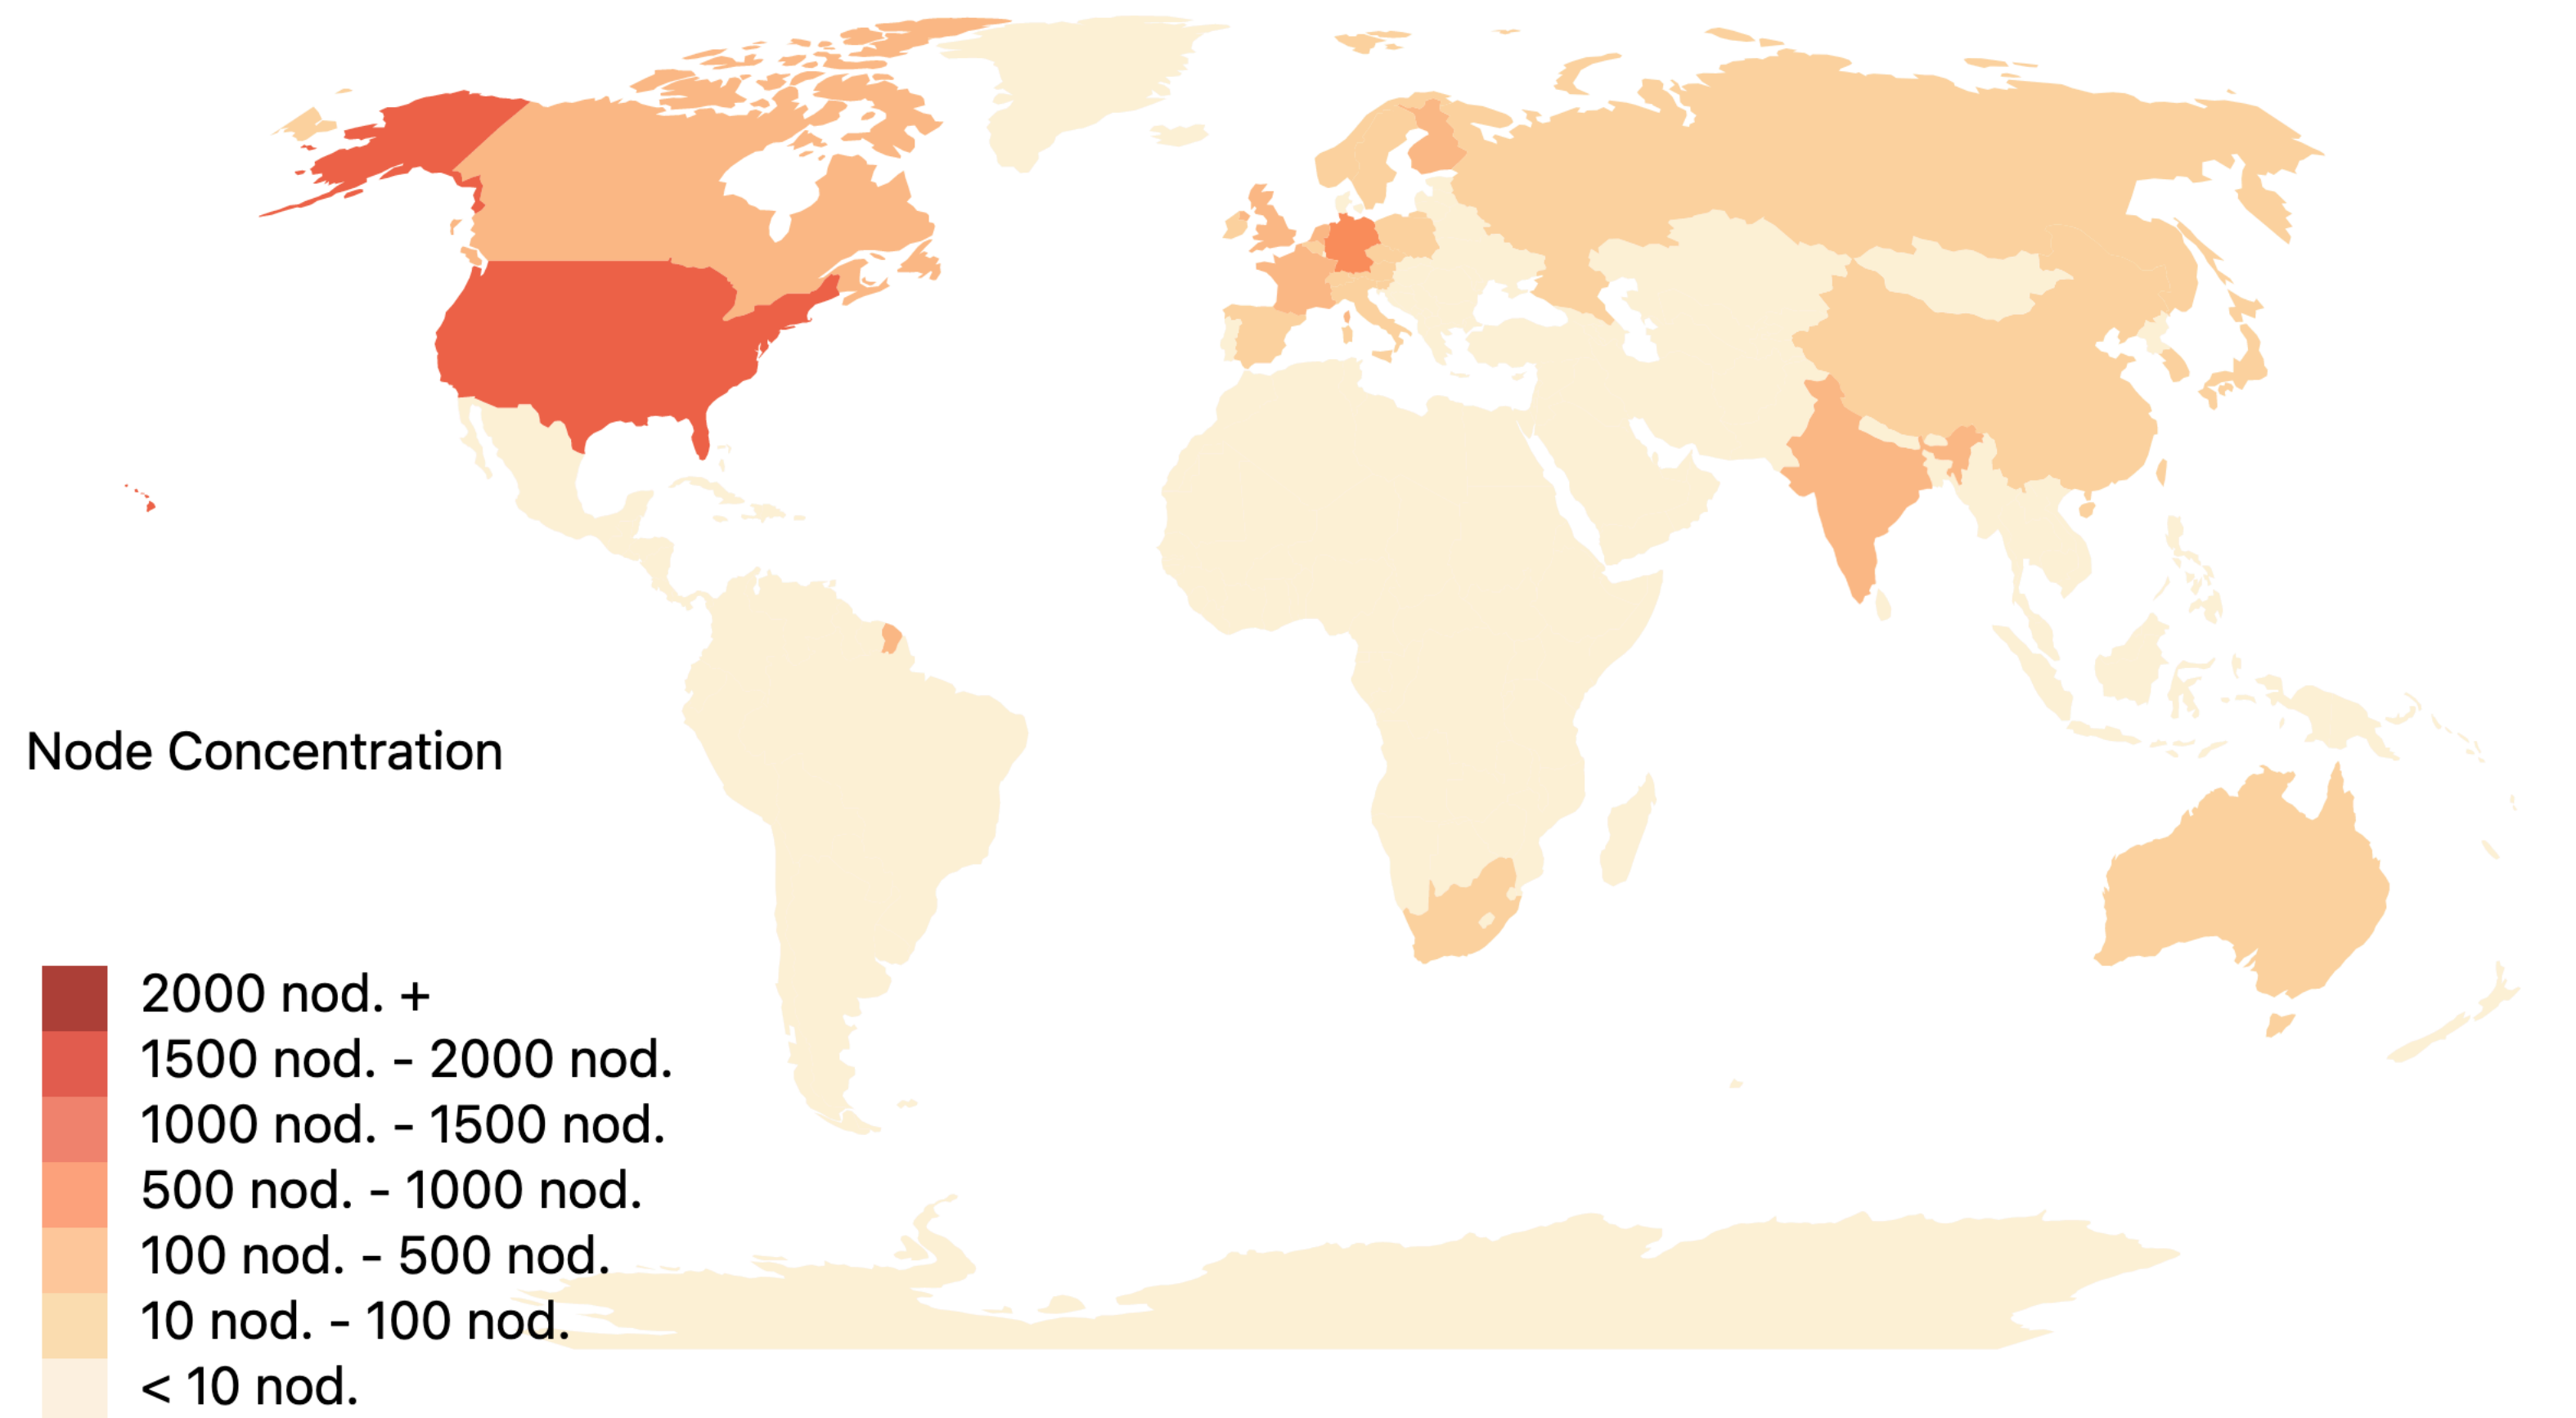 Node Concentration
2000 nod. +
1500 nod. - 2000 nod.
1000 nod. - 1500 nod.
500 nod. - 1000 nod.
100 nod. - 500 nod.
10 nod. - 100 nod.
< 10 nod.